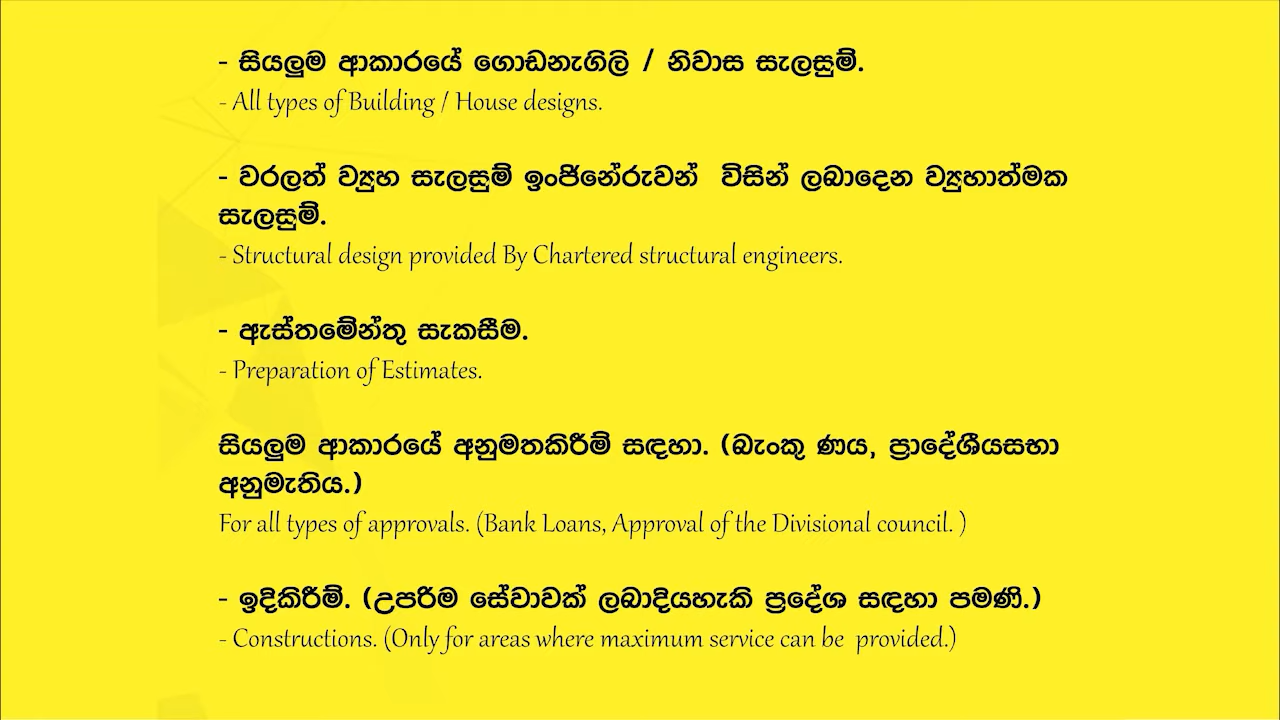 - සියලුම ආකාරයේ ගොඩනැගිලි / නිවාස සැලසුම්.
- All types of Building / House designs.
- වරලත් ව්‍යුහ සැලසුම් ඉංජිනේරුවන් විසින් ලබාදෙන ව්‍යුහාත්මක
සැලසුම්.
- Structural design provided By Chartered structural engineers.
- ඇස්තමේන්තු සැකසීම.
- Preparation of Estimates.
සියලුම ආකාරයේ අනුමතකිරීම් සඳහා. (බැංකු ණය, ප්‍රාදේශීයසභා
අනුමැතිය.)
For all types of approvals. (Bank Loans, Approval of the Divisional council. )
- ඉදිකිරීම්. (උපරිම සේවාවක් ලබාදියහැකි ප්‍රදේශ සඳහා පමණි.)
- Constructions. (Only for areas where maximum service can be  provided.)